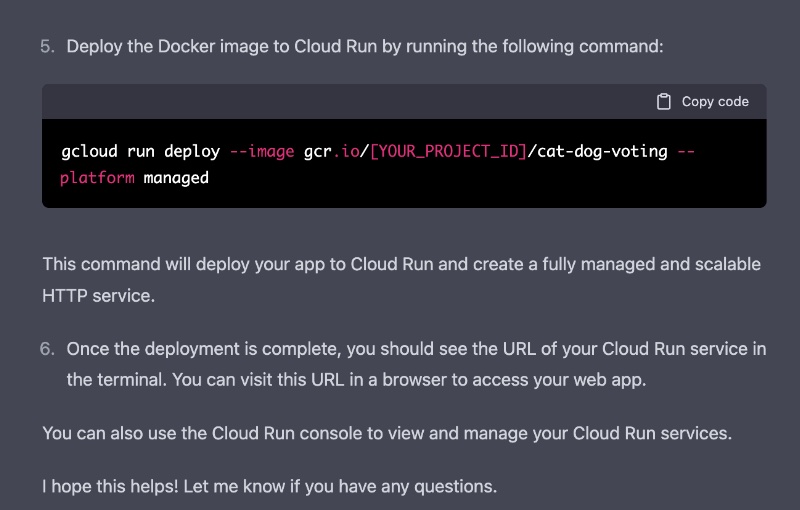 5. Deploy the Docker image to Cloud Run by running the following command:
Copy code
gcloud run deploy --image gcr.io/[YOUR_PROJECT_ID]/cat-dog-voting --
platform managed
This command will deploy your app to Cloud Run and create a fully managed and scalable
HTTP service.
6. Once the deployment is complete, you should see the URL of your Cloud Run service in
the terminal. You can visit this URL in a browser to access your web app.
You can also use the Cloud Run console to view and manage your Cloud Run services.
I hope this helps! Let me know if you have any questions.